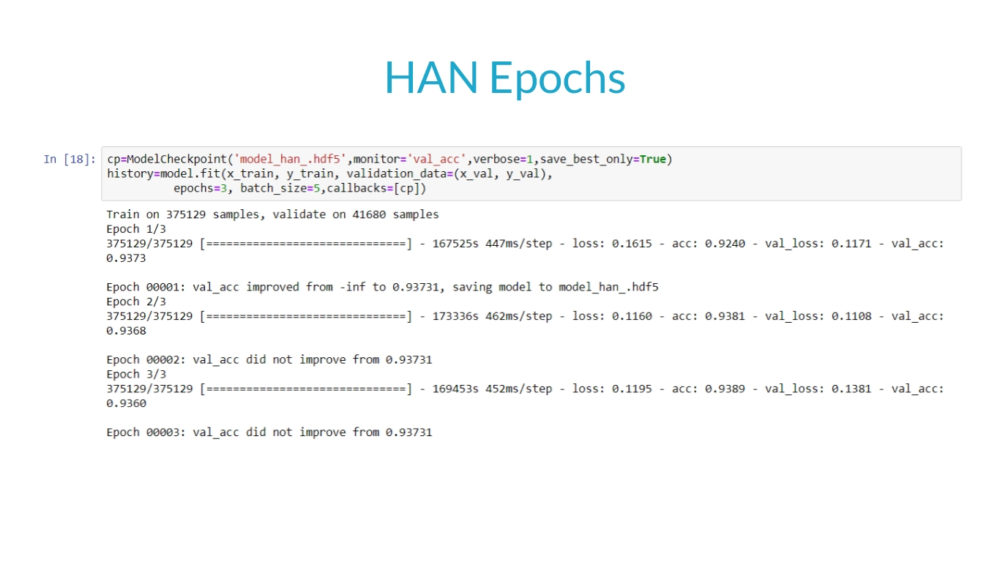 HAN Epochs
In [18]: cp=ModelCheckpoint('model_han_.hdf5',monitor='val_acc',verbose=1,save_best_only=True)
history=model.fit(x_train, y_train, validation_data=(x_val, y_val),
epochs=3, batch_size=5,callbacks=[cp])
Train on 375129 samples, validate on 41680 samples
Epoch 1/3
375129/375129 [==============================] - 167525s 447ms/step - loss: 0.1615 - acc: 0.9240 - val_loss: 0.1171 - val_acc:
0.9373
Epoch 00001: val_acc improved from -inf to 0.93731, saving model to model_han_.hdf5
Epoch 2/3
375129/375129 [==============================] - 173336s 462ms/step - loss: 0.1160 - acc: 0.9381 - val_loss: 0.1108 - val_acc:
0.9368
Epoch 00002: val_acc did not improve from 0.93731
Epoch 3/3
375129/375129 [==============================] - 169453s 452ms/step - loss: 0.1195 - acc: 0.9389 - val_loss: 0.1381 - val_acc:
0.9360
Epoch 00003: val_acc did not improve from 0.93731